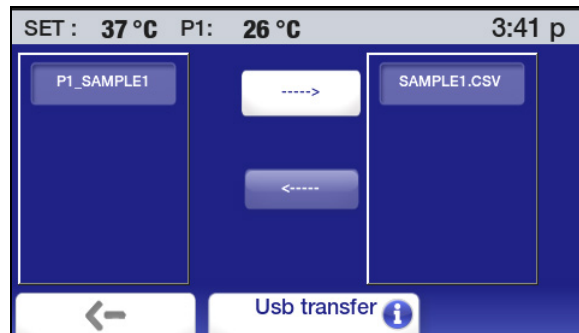 SET : 37 °C P1: 26 °C 3:41 p
P1_SAMPLE1
----->
SAMPLE1.CSV
<-----
Usb transfer